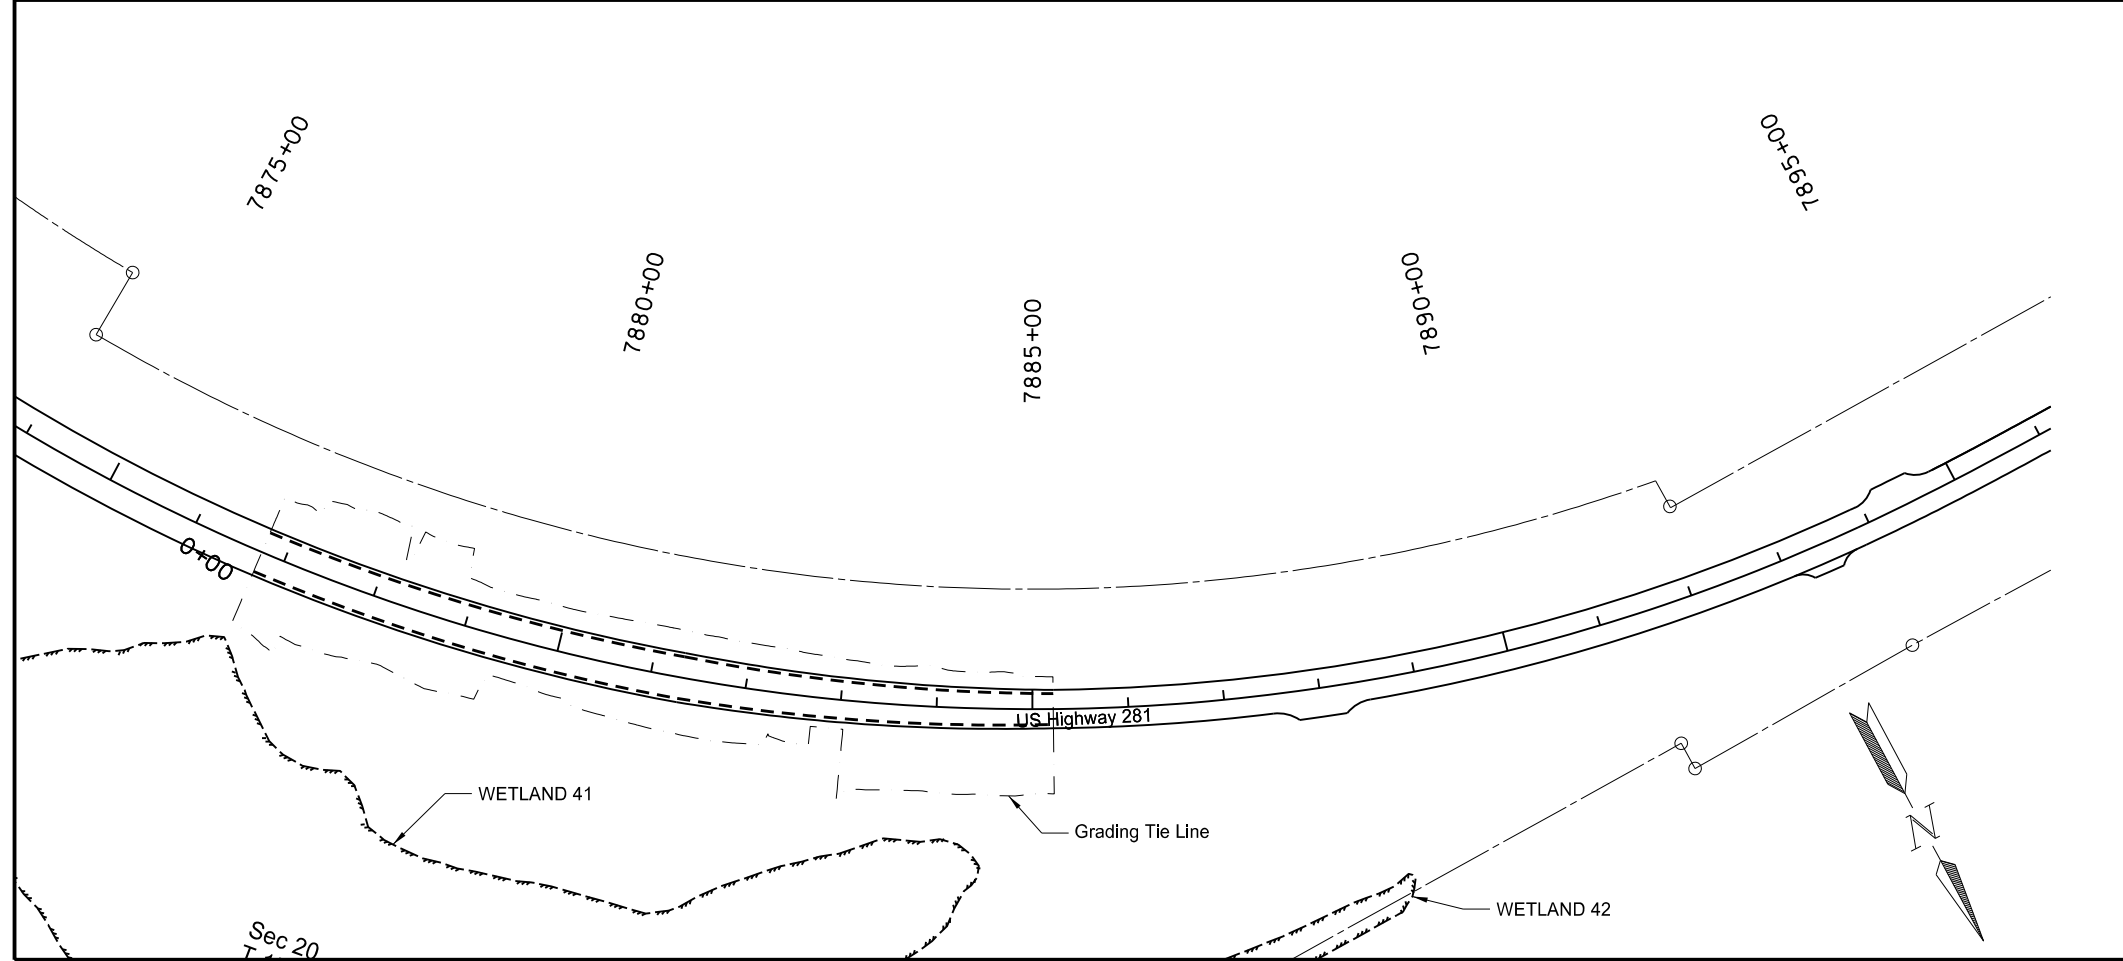 7875+00
7880+00
7885+00
7890+00
7895+00
0+00
US Highway 281
WETLAND 41
Grading Tie Line
WETLAND 42
N
Sec 20